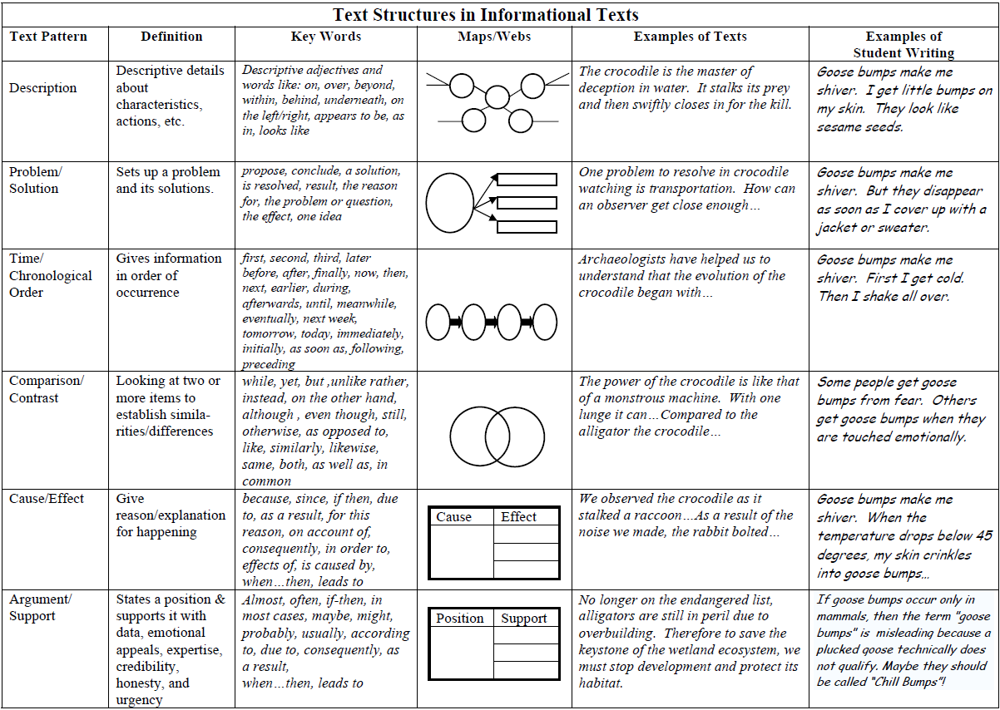 Text Structures in Informational Texts
Text Pattern
Definition
Key Words
Maps/Webs
Examples of Texts
Examples of
Student Writing
Description
Descriptive details
about
characteristics,
actions, etc.
Descriptive adjectives and
words like: on, over, beyond,
within, behind, underneath, on
the left/right, appears to be, as
in, looks like
The crocodile is the master of
deception in water.  It stalks its prey
and then swiftly closes in for the kill.
Goose bumps make me
shiver.  I get little bumps on
my skin.  They look like
sesame seeds.
Problem/
Solution
Sets up a problem
and its solutions.
propose, conclude, a solution,
is resolved, result, the reason
for, the problem or question,
the effect, one idea
One problem to resolve in crocodile
watching is transportation.  How can
an observer get close enough…
Goose bumps make me
shiver.  But they disappear
as soon as I cover up with a
jacket or sweater.
Time/
Chronological
Order
Gives information
in order of
occurrence
first, second, third, later
before, after, finally, now, then,
next, earlier, during,
afterwards, until, meanwhile,
eventually, next week,
tomorrow, today, immediately,
initially, as soon as, following,
preceding
Archaeologists have helped us to
understand that the evolution of the
crocodile began with…
Goose bumps make me
shiver.  First I get cold.
Then I shake all over.
Comparison/
Contrast
Looking at two or
more items to
establish simila-
rities/differences
while, yet, but ,unlike rather,
instead, on the other hand,
although , even though, still,
otherwise, as opposed to,
like, similarly, likewise,
same, both, as well as, in
common
The power of the crocodile is like that
of a monstrous machine.  With one
lunge it can…Compared to the
alligator the crocodile…
Some people get goose
bumps from fear.  Others
get goose bumps when they
are touched emotionally.
Cause/Effect
Give
reason/explanation
for happening
because, since, if then, due
to, as a result, for this
reason, on account of,
consequently, in order to,
effects of, is caused by,
when…then, leads to
Cause
Effect
We observed the crocodile as it
stalked a raccoon…As a result of the
noise we made, the rabbit bolted…
Goose bumps make me
shiver.  When the
temperature drops below 45
degrees, my skin crinkles
into goose bumps…
Argument/
Support
States a position &
supports it with
data, emotional
appeals, expertise,
credibility,
honesty, and
urgency
Almost, often, if-then, in
most cases, maybe, might,
probably, usually, according
to, due to, consequently, as
a result,
when…then, leads to
Position
Support
No longer on the endangered list,
alligators are still in peril due to
overbuilding.  Therefore to save the
keystone of the wetland ecosystem, we
must stop development and protect its
habitat.
If goose bumps occur only in
mammals, then the term "goose
bumps" is  misleading because a
plucked goose technically does
not qualify. Maybe they should
be called "Chill Bumps"!